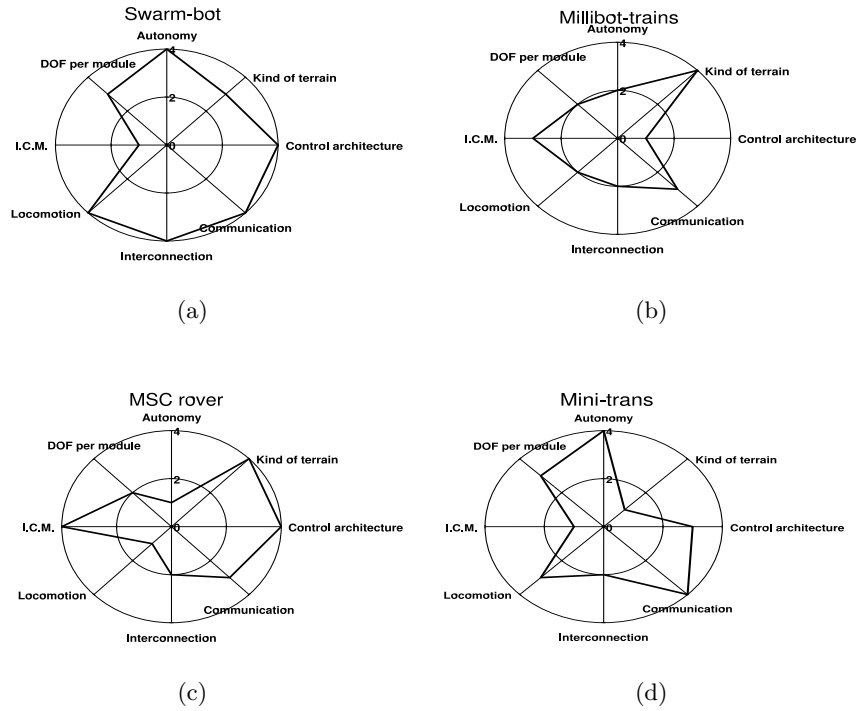 Swarm-bot
Autonomy
4
DOF per module
Kind of terrain
2
I.C.M.
0
Control architecture
Locomotion
Communication
Interconnection
(a)
Millibot-trains
Autonomy
4
DOF per module
Kind of terrain
2
I.C.M.
0
Control architecture
Locomotion
Communication
Interconnection
(b)
MSC rover
Autonomy
4
DOF per module
Kind of terrain
2
I.C.M.
0
Control architecture
Locomotion
Communication
Interconnection
(c)
Mini-trans
Autonomy
4
DOF per module
Kind of terrain
2
I.C.M.
0
Control architecture
Locomotion
Communication
Interconnection
(d)